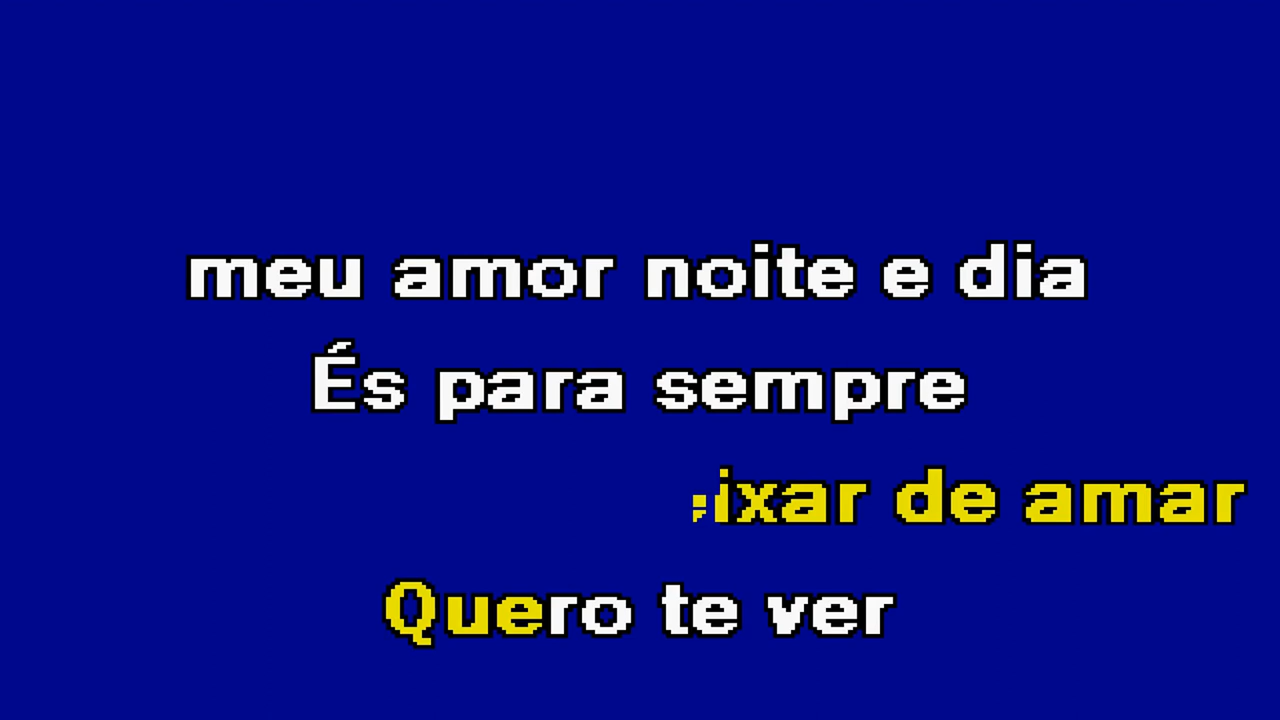 meu amor noite e dia
És para sempre
ixar de amar
Quero te ver